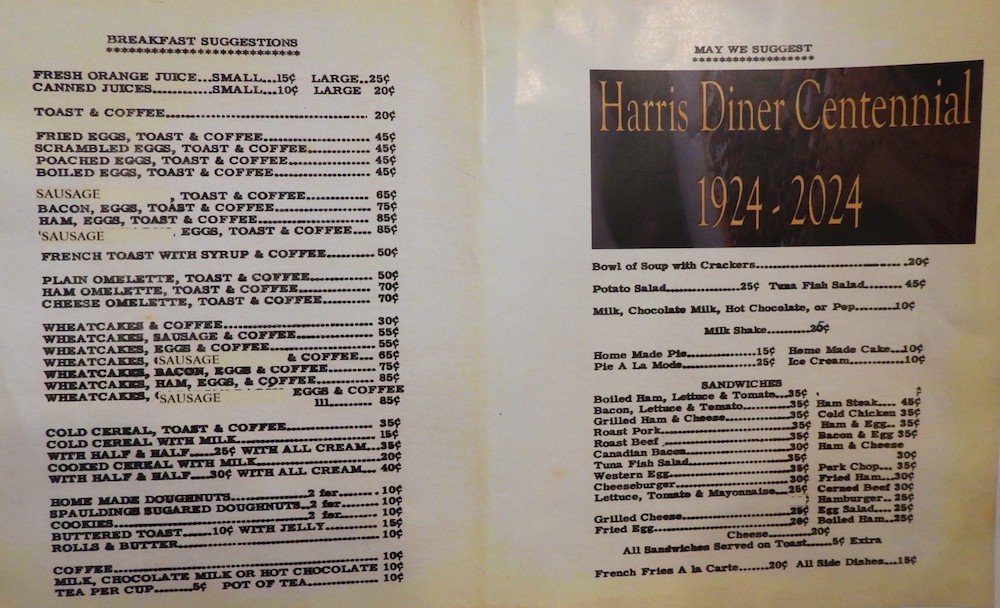 BREAKFAST SUGGESTIONS
***************************
FRESH ORANGE JUICE...SMALL...15¢ LARGE..25¢
CANNED JUICES............SMALL...10¢ LARGE 20¢
TOAST & COFFEE.................................................. 20¢
FRIED EGGS, TOAST & COFFEE........................ 45¢
SCRAMBLED EGGS, TOAST & COFFEE............... 45¢
POACHED EGGS, TOAST & COFFEE................... 45¢
BOILED EGGS, TOAST & COFFEE...................... 45¢
SAUSAGE , TOAST & COFFEE.... 65¢
BACON, EGGS, TOAST & COFFEE...................... 75¢
HAM, EGGS, TOAST & COFFEE......................... 85¢
'SAUSAGE , EGGS, TOAST & COFFEE.... 85¢
FRENCH TOAST WITH SYRUP & COFFEE............ 50¢
PLAIN OMELETTE, TOAST & COFFEE................ 50¢
HAM OMELETTE, TOAST & COFFEE.................. 70¢
CHEESE OMELETTE, TOAST & COFFEE.............. 70¢
WHEATCAKES & COFFEE................................ 30¢
WHEATCAKES, SAUSAGE & COFFEE................. 55¢
WHEATCAKES, EGGS & COFFEE....................... 55¢
WHEATCAKES, 'SAUSAGE & COFFEE... 65¢
WHEATCAKES, BACON, EGGS & COFFEE............ 75¢
WHEATCAKES, HAM, EGGS, & COFFEE.............. 85¢
WHEATCAKES, 'SAUSAGE EGGS & COFFEE
......... 85¢
COLD CEREAL, TOAST & COFFEE..................... 35¢
COLD CEREAL WITH MILK.............................. 15¢
WITH HALF & HALF.....25¢ WITH ALL CREAM...35¢
COOKED CEREAL WITH MILK.......................... 20¢
WITH HALF & HALF....30¢ WITH ALL CREAM... 40¢
HOME MADE DOUGHNUTS...............2 for........ 10¢
SPAULDINGS SUGARED DOUGHNUTS..2 for...... 10¢
COOKIES.....................................2 for........ 10¢
BUTTERED TOAST.....10¢ WITH JELLY............. 15¢
ROLLS & BUTTER........................................ 10¢
COFFEE..................................................... 10¢
MILK, CHOCOLATE MILK OR HOT CHOCOLATE 10¢
TEA PER CUP.......5¢ POT OF TEA................. 10¢
MAY WE SUGGEST
*******************
Harris Diner Centennial
1924 - 2024
Bowl of Soup with Crackers.....................................20¢
Potato Salad..................25¢ Tuna Fish Salad......... 45¢
Milk, Chocolate Milk, Hot Chocolate, or Pep..........10¢
Milk Shake...........25¢
Home Made Pie.................15¢ Home Made Cake...10¢
Pie A La Mode..................25¢ Ice Cream.............10¢
SANDWICHES
Boiled Ham, Lettuce & Tomato...35¢
Bacon, Lettuce & Tomato...........35¢ Ham Steak.... 45¢
Grilled Ham & Cheese...............35¢ Cold Chicken 35¢
Roast Pork..............................35¢ Ham & Egg.. 35¢
Roast Beef..............................35¢ Bacon & Egg 35¢
Canadian Bacon.......................30¢ Ham & Cheese
Tuna Fish Salad.......................35¢ 30¢
Western Egg............................35¢ Pork Chop... 35¢
Cheeseburger...........................30¢ Fried Ham...30¢
Lettuce, Tomato & Mayonnaise...25¢ Corned Beef 30¢
Hamburger.. 25¢
Grilled Cheese.........................25¢ Egg Salad.... 25¢
Fried Egg................................20¢ Boiled Ham..25¢
Cheese...........20¢
All Sandwiches Served on Toast.....5¢ Extra
French Fries A la Carte.......20¢ All Side Dishes...15¢